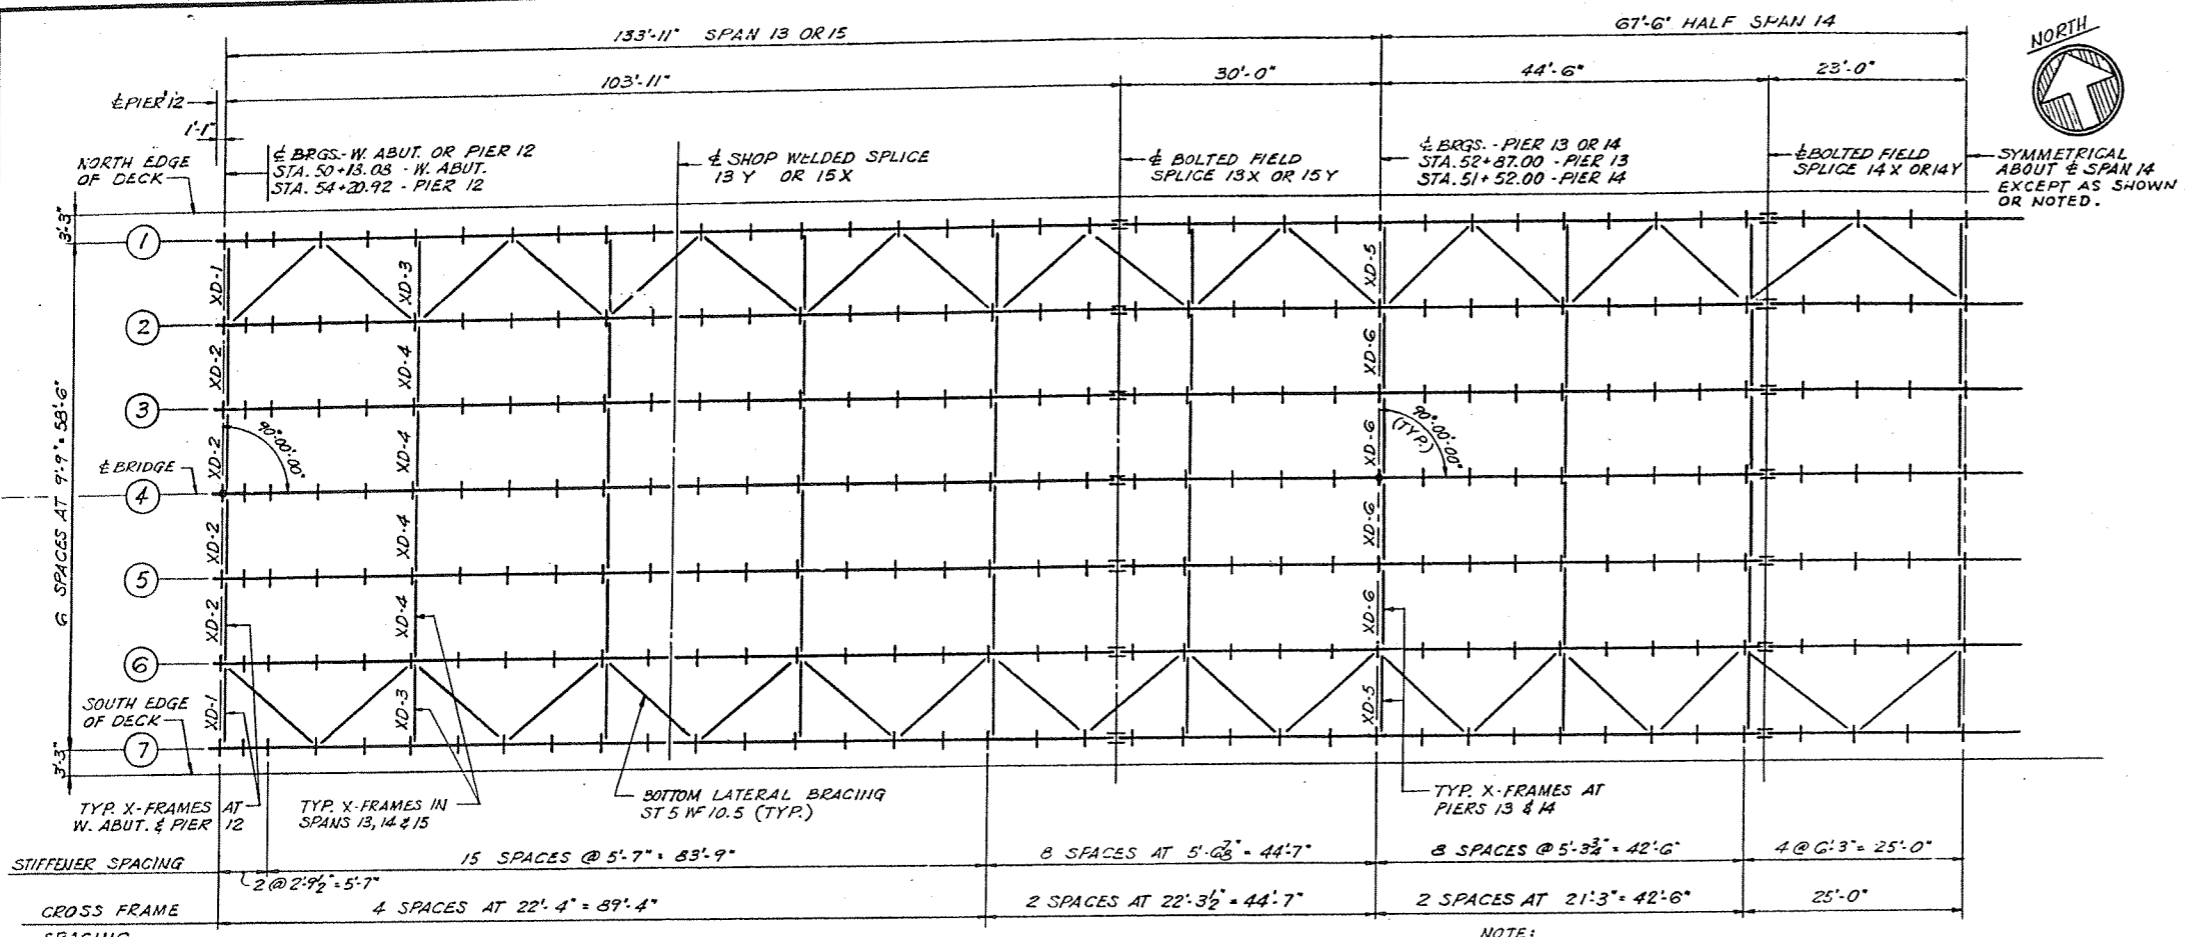 133'-11" SPAN 13 OR 15
67'-6" HALF SPAN 14
NORTH
103'-11"
30'-0"
44'-6"
23'-0"
℄ PIER 12
1'-1"
NORTH EDGE
OF DECK
℄ BRGS.- W. ABUT. OR PIER 12
STA. 50+13.08 - W. ABUT.
STA. 54+20.92 - PIER 12
℄ SHOP WELDED SPLICE
13 Y OR 15 X
℄ BOLTED FIELD
SPLICE 13X OR 15Y
℄ BRGS.- PIER 13 OR 14
STA. 52+87.00 - PIER 13
STA. 51+52.00 - PIER 14
℄ BOLTED FIELD
SPLICE 14 X OR 14 Y
SYMMETRICAL
ABOUT ℄ SPAN 14
EXCEPT AS SHOWN
OR NOTED.
3'-3"
1
XD-1
XD-3
XD-5
2
XD-2
XD-4
XD-6
3
90°-00'-00"
XD-2
XD-4
XD-6
90°-00'-00"
(TYP.)
℄ BRIDGE
4
6 SPACES AT 9'-9" = 58'-6"
XD-2
XD-4
XD-6
5
XD-2
XD-4
XD-6
6
SOUTH EDGE
OF DECK
XD-1
XD-3
XD-5
7
3'-3"
TYP. X-FRAMES AT
W. ABUT. & PIER 12
TYP. X-FRAMES IN
SPANS 13, 14 & 15
BOTTOM LATERAL BRACING
ST 5 WF 10.5 (TYP.)
TYP. X-FRAMES AT
PIERS 13 & 14
STIFFENER SPACING
2 @ 2'-9½" = 5'-7"
15 SPACES @ 5'-7" = 83'-9"
8 SPACES AT 5'-6⅞" = 44'-7"
8 SPACES @ 5'-3¾" = 42'-6"
4 @ 6'-3" = 25'-0"
CROSS FRAME
SPACING
4 SPACES AT 22'-4" = 89'-4"
2 SPACES AT 22'-3½" = 44'-7"
2 SPACES AT 21'-3" = 42'-6"
25'-0"
NOTE: